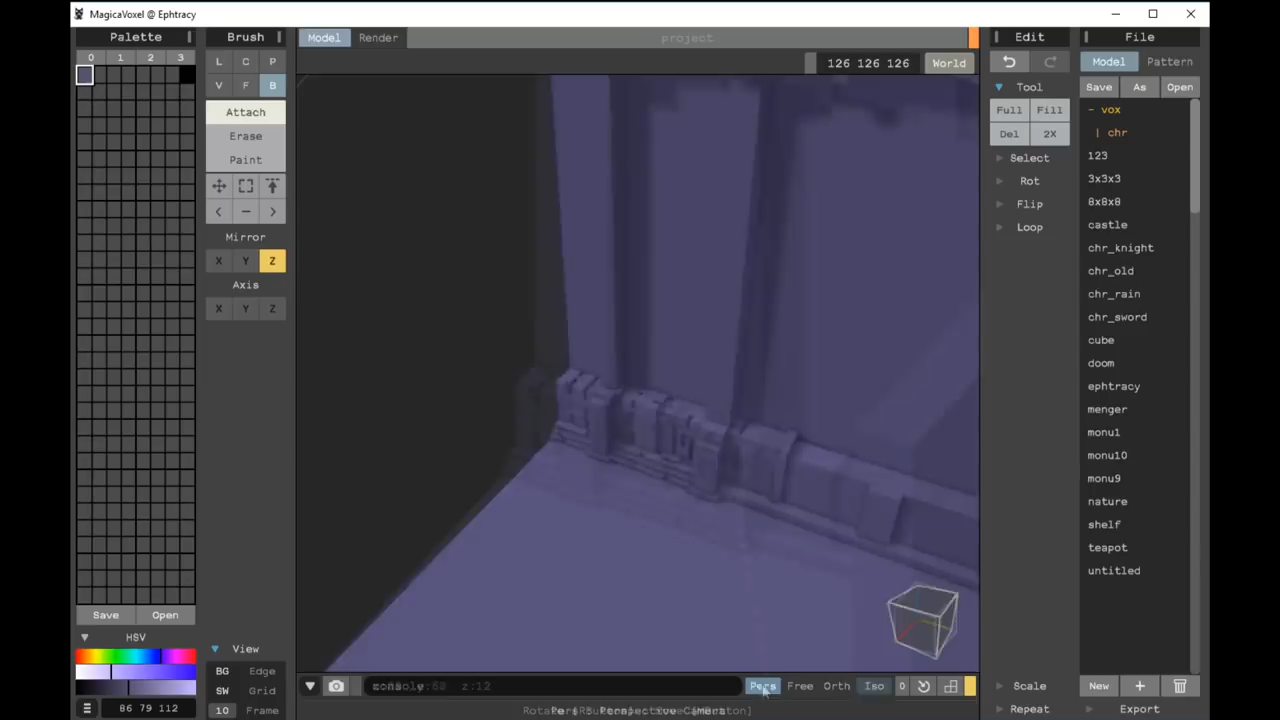 MagicaVoxel @ Ephtracy
Palette
Brush
Model Render
project
Edit
File
0 1 2 3
L C P
V F B
126 126 126
World
Model Pattern
Save As Open
Tool
Full Fill
Del 2X
Select
Rot
Flip
Loop
Attach
Erase
Paint
< - >
Mirror
X Y Z
Axis
X Y Z
- vox
| chr
123
3x3x3
8x8x8
castle
chr_knight
chr_old
chr_rain
chr_sword
cube
doom
ephtracy
menger
monu1
monu10
monu9
nature
shelf
teapot
untitled
Save Open
HSV
86 79 112
View
BG Edge
SW Grid
10 Frame
z:12
Pers Free Orth Iso 0
Scale
Repeat
New +
Export